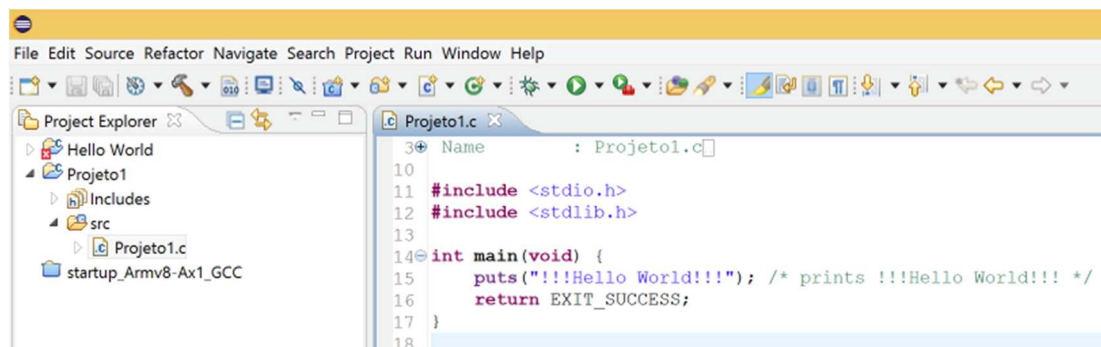 File Edit Source Refactor Navigate Search Project Run Window Help
Project Explorer
Hello World
Projeto1
Includes
src
Projeto1.c
startup_Armv8-Ax1_GCC
Projeto1.c
3 Name : Projeto1.c
10
11 #include <stdio.h>
12 #include <stdlib.h>
13
14 int main(void) {
15 puts("!!!Hello World!!!"); /* prints !!!Hello World!!! */
16 return EXIT_SUCCESS;
17 }
18